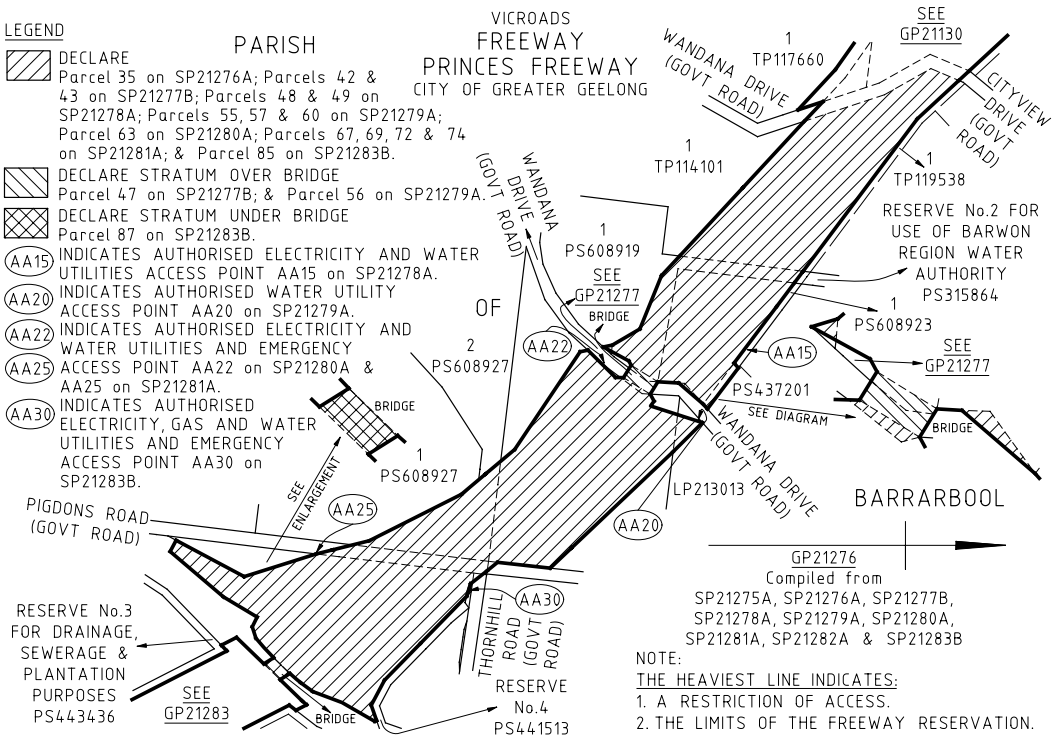 LEGEND
DECLARE
Parcel 35 on SP21276A; Parcels 42 &
43 on SP21277B; Parcels 48 & 49 on
SP21278A; Parcels 55, 57 & 60 on SP21279A;
Parcel 63 on SP21280A; Parcels 67, 69, 72 & 74
on SP21281A; & Parcel 85 on SP21283B.
DECLARE STRATUM OVER BRIDGE
Parcel 47 on SP21277B; & Parcel 56 on SP21279A.
DECLARE STRATUM UNDER BRIDGE
Parcel 87 on SP21283B.
AA15 INDICATES AUTHORISED ELECTRICITY AND WATER
UTILITIES ACCESS POINT AA15 on SP21278A.
AA20 INDICATES AUTHORISED WATER UTILITY
ACCESS POINT AA20 on SP21279A.
AA22 INDICATES AUTHORISED ELECTRICITY AND
WATER UTILITIES AND EMERGENCY
AA25 ACCESS POINT AA22 on SP21280A &
AA25 on SP21281A.
AA30 INDICATES AUTHORISED
ELECTRICITY, GAS AND WATER
UTILITIES AND EMERGENCY
ACCESS POINT AA30 on
SP21283B.
PARISH
VICROADS
FREEWAY
PRINCES FREEWAY
CITY OF GREATER GEELONG
WANDANA DRIVE
(GOVT ROAD)
1
TP117660
SEE
GP21130
CITYVIEW
DRIVE
(GOVT
ROAD)
1
TP114101
1
TP119538
WANDANA
DRIVE
(GOVT ROAD)
RESERVE No.2 FOR
USE OF BARWON
REGION WATER
AUTHORITY
PS315864
1
PS608919
SEE
GP21277
BRIDGE
OF
AA22
1
PS608923
AA15
SEE
GP21277
2
PS608927
PS437201
SEE DIAGRAM
BRIDGE
BRIDGE
WANDANA DRIVE
(GOVT ROAD)
1
PS608927
SEE
ENLARGEMENT
LP213013
BARRARBOOL
PIGDONS ROAD
(GOVT ROAD)
AA25
AA20
GP21276
Compiled from
SP21275A, SP21276A, SP21277B,
SP21278A, SP21279A, SP21280A,
SP21281A, SP21282A & SP21283B
AA30
THORNHILL
ROAD
(GOVT
ROAD)
RESERVE No.3
FOR DRAINAGE,
SEWERAGE &
PLANTATION
PURPOSES
PS443436
SEE
GP21283
BRIDGE
RESERVE
No.4
PS441513
NOTE:
THE HEAVIEST LINE INDICATES:
1. A RESTRICTION OF ACCESS.
2. THE LIMITS OF THE FREEWAY RESERVATION.